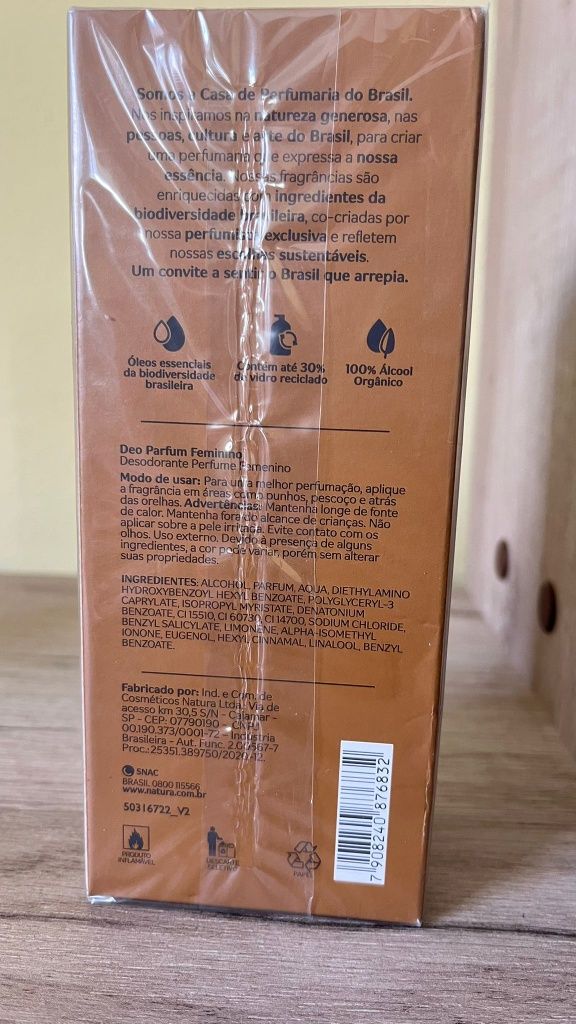 Somos a Casa de Perfumaria do Brasil.
Nos inspiramos na natureza generosa, nas
pessoas, cultura e arte do Brasil, para criar
uma perfumaria que expressa a nossa
essência. Nossas fragrâncias são
enriquecidas com ingredientes da
biodiversidade brasileira, co-criadas por
nossa perfumista exclusiva e refletem
nossas escolhas sustentáveis.
Um convite a sentir o Brasil que arrepia.
Óleos essenciais
da biodiversidade
brasileira
Contém até 30%
de vidro reciclado
100% Álcool
Orgânico
Deo Parfum Feminino
Desodorante Perfume Femenino
Modo de usar: Para uma melhor perfumação, aplique
a fragrância em áreas como punhos, pescoço e atrás
das orelhas. Advertências: Mantenha longe de fonte
de calor. Mantenha fora do alcance de crianças. Não
aplicar sobre a pele irritada. Evite contato com os
olhos. Uso externo. Devido à presença de alguns
ingredientes, a cor pode variar, porém sem alterar
suas propriedades.
INGREDIENTES: ALCOHOL, PARFUM, AQUA, DIETHYLAMINO
HYDROXYBENZOYL HEXYL BENZOATE, POLYGLYCERYL-3
CAPRYLATE, ISOPROPYL MYRISTATE, DENATONIUM
BENZOATE, CI 15510, CI 60730, CI 14700, SODIUM CHLORIDE,
BENZYL SALICYLATE, LIMONENE, ALPHA-ISOMETHYL
IONONE, EUGENOL, HEXYL CINNAMAL, LINALOOL, BENZYL
BENZOATE.
Fabricado por: Ind. e Com. de
Cosméticos Natura Ltda. Via de
acesso km 30,5 S/N - Cajamar -
SP - CEP: 07790190 - CNPJ
00.190.373/0001-72 - Indústria
Brasileira - Aut. Func. 2.00567-7
Proc.:25351.389750/2020-12.
SNAC
BRASIL 0800 115566
www.natura.com.br
50316722_V2
PRODUTO
INFLAMÁVEL
DESCARTE
SELETIVO
PAPEL
7 908240 876832